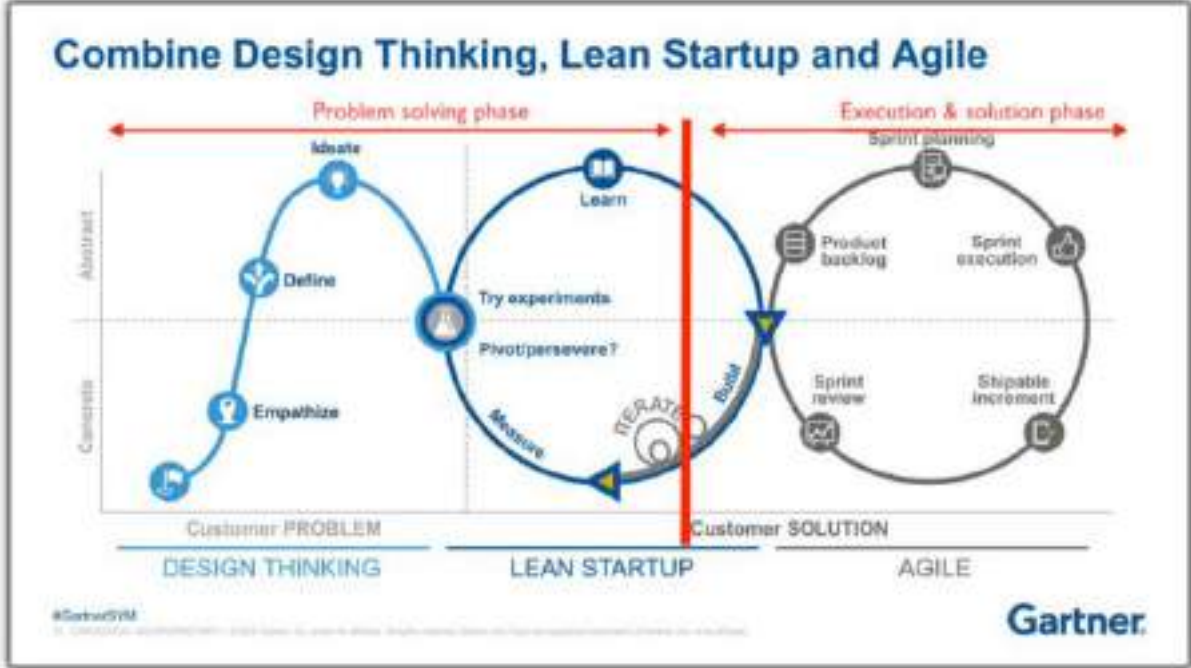 Combine Design Thinking, Lean Startup and Agile
Problem solving phase
Execution & solution phase
Ideate
Learn
Sprint planning
Abstract
Define
Product
backlog
Sprint
execution
Try experiments
Pivot/persevere?
Concrete
Empathize
Measure
ITERATE
Build
Sprint
review
Shipable
increment
Customer PROBLEM
Customer SOLUTION
DESIGN THINKING
LEAN STARTUP
AGILE
#GartnerSYM
Gartner